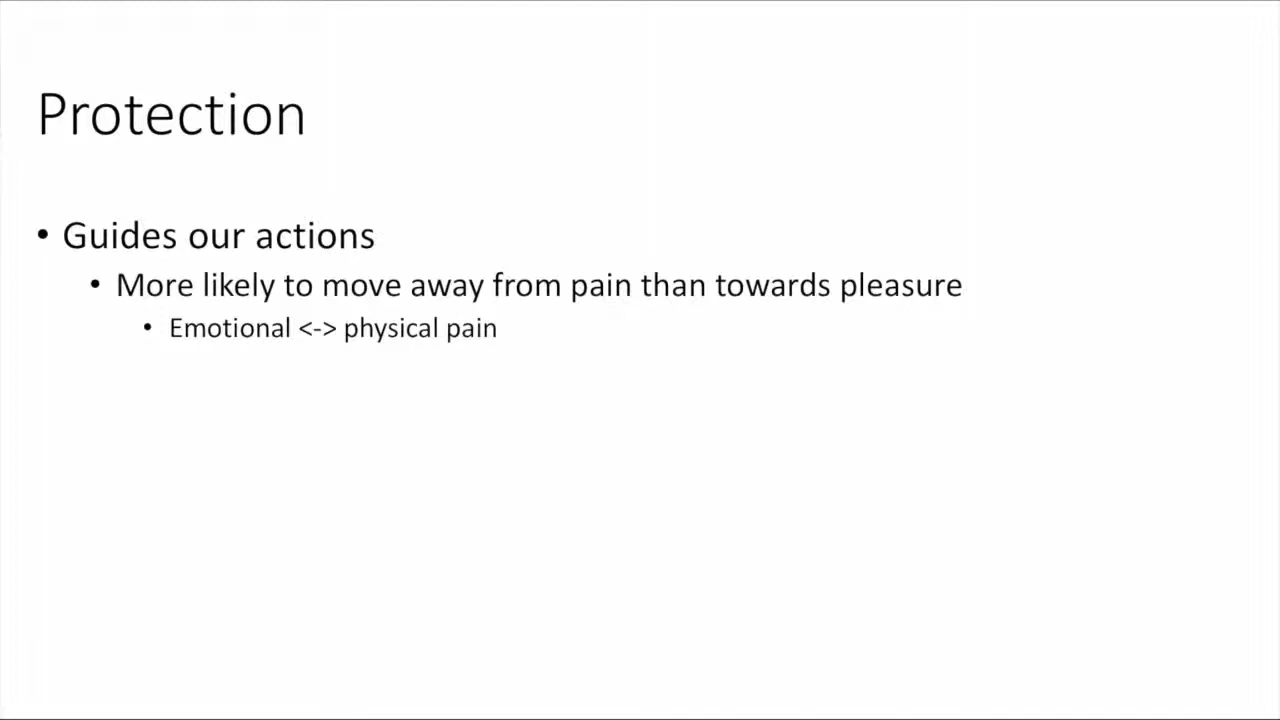 Protection
• Guides our actions
• More likely to move away from pain than towards pleasure
• Emotional <-> physical pain